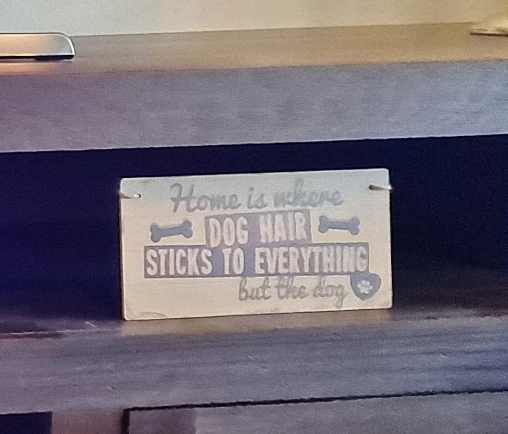 Home is where
DOG HAIR
STICKS TO EVERYTHING
but the dog